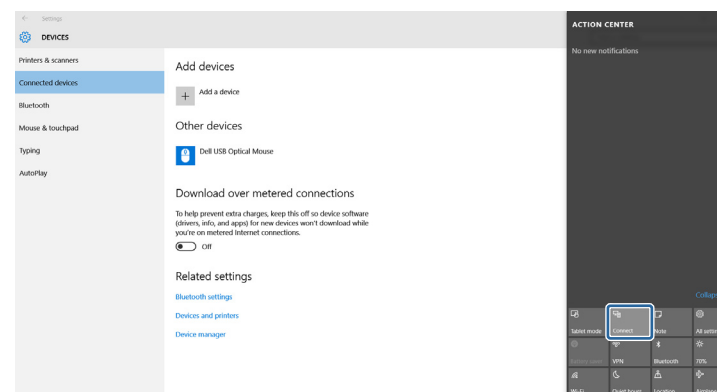 Settings
DEVICES
Printers & scanners
Connected devices
Bluetooth
Mouse & touchpad
Typing
AutoPlay
Add devices
Add a device
Other devices
Dell USB Optical Mouse
Download over metered connections
To help prevent extra charges, keep this off so device software
(drivers, info, and apps) for new devices won't download while
you're on metered Internet connections.
Off
Related settings
Bluetooth settings
Devices and printers
Device manager
ACTION CENTER
No new notifications
Collaps
Tablet mode Connect Note All settin
VPN Bluetooth 70%
Wi-Fi Quiet hours Location